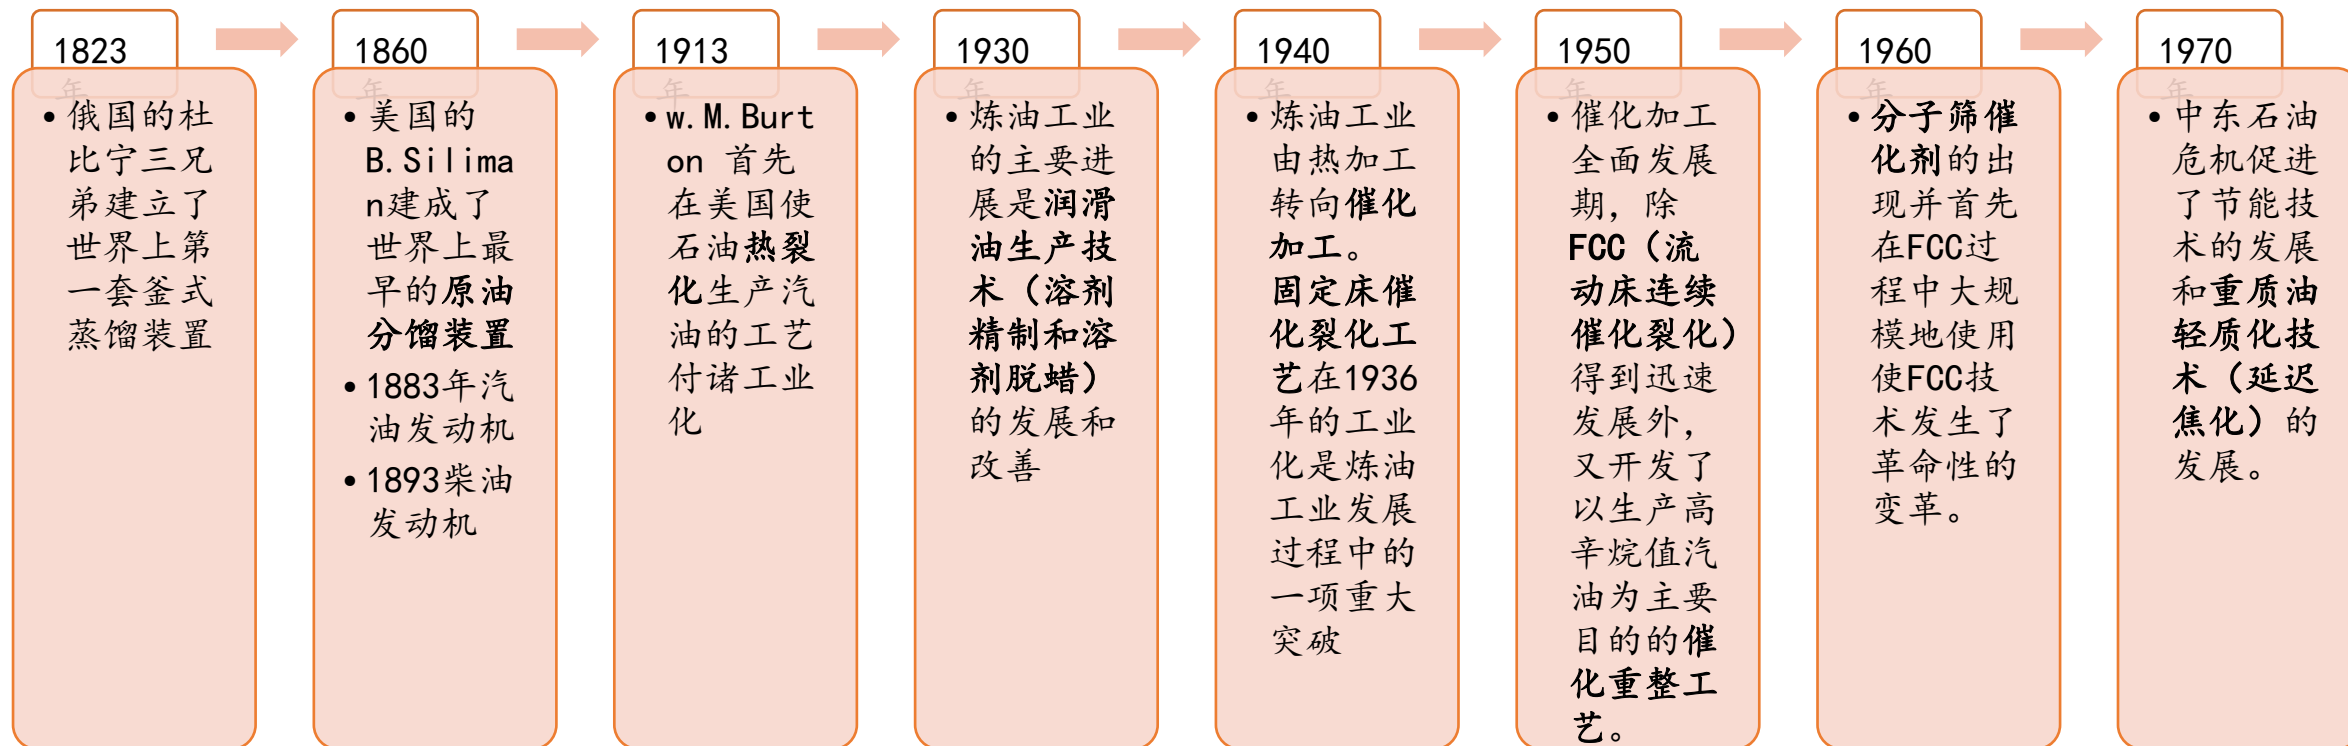 1823
年
• 俄国的杜
比宁三兄
弟建立了
世界上第
一套釜式
蒸馏装置
1860
年
• 美国的
B.Silima
n建成了
世界上最
早的原油
分馏装置
• 1883年汽
油发动机
• 1893柴油
发动机
1913
年
• w.M.Burt
on 首先
在美国使
石油热裂
化生产汽
油的工艺
付诸工业
化
1930
年
• 炼油工业
的主要进
展是润滑
油生产技
术（溶剂
精制和溶
剂脱蜡）
的发展和
改善
1940
年
• 炼油工业
由热加工
转向催化
加工。
固定床催
化裂化工
艺在1936
年的工业
化是炼油
工业发展
过程中的
一项重大
突破
1950
年
• 催化加工
全面发展
期，除
FCC（流
动床连续
催化裂化）
得到迅速
发展外，
又开发了
以生产高
辛烷值汽
油为主要
目的的催
化重整工
艺。
1960
年
• 分子筛催
化剂的出
现并首先
在FCC过
程中大规
模地使用
使FCC技
术发生了
革命性的
变革。
1970
年
• 中东石油
危机促进
了节能技
术的发展
和重质油
轻质化技
术（延迟
焦化）的
发展。